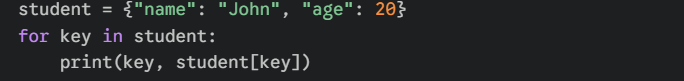 student = {"name": "John", "age": 20}
for key in student:
    print(key, student[key])